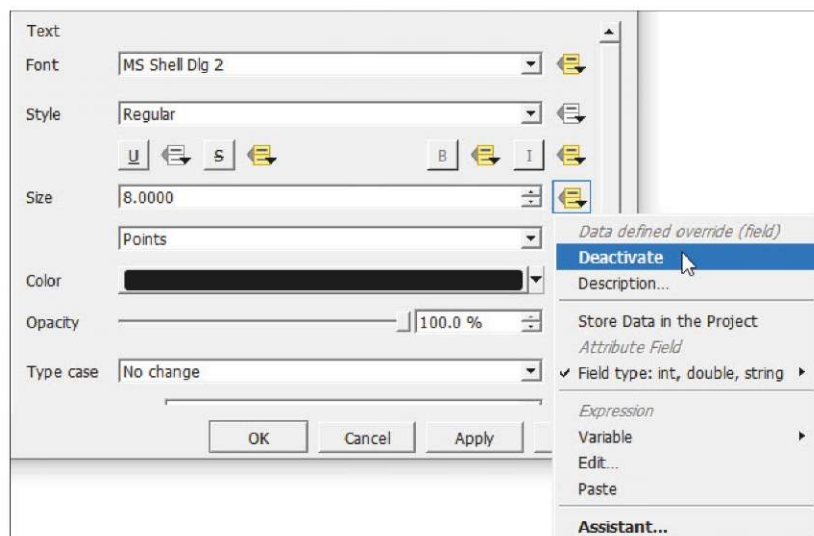 Text
Font MS Shell Dlg 2
Style Regular
U S B I
Size 8.0000
Points
Color
Opacity 100.0 %
Type case No change
OK Cancel Apply
Data defined override (field)
Deactivate
Description...
Store Data in the Project
Attribute Field
Field type: int, double, string
Expression
Variable
Edit...
Paste
Assistant...